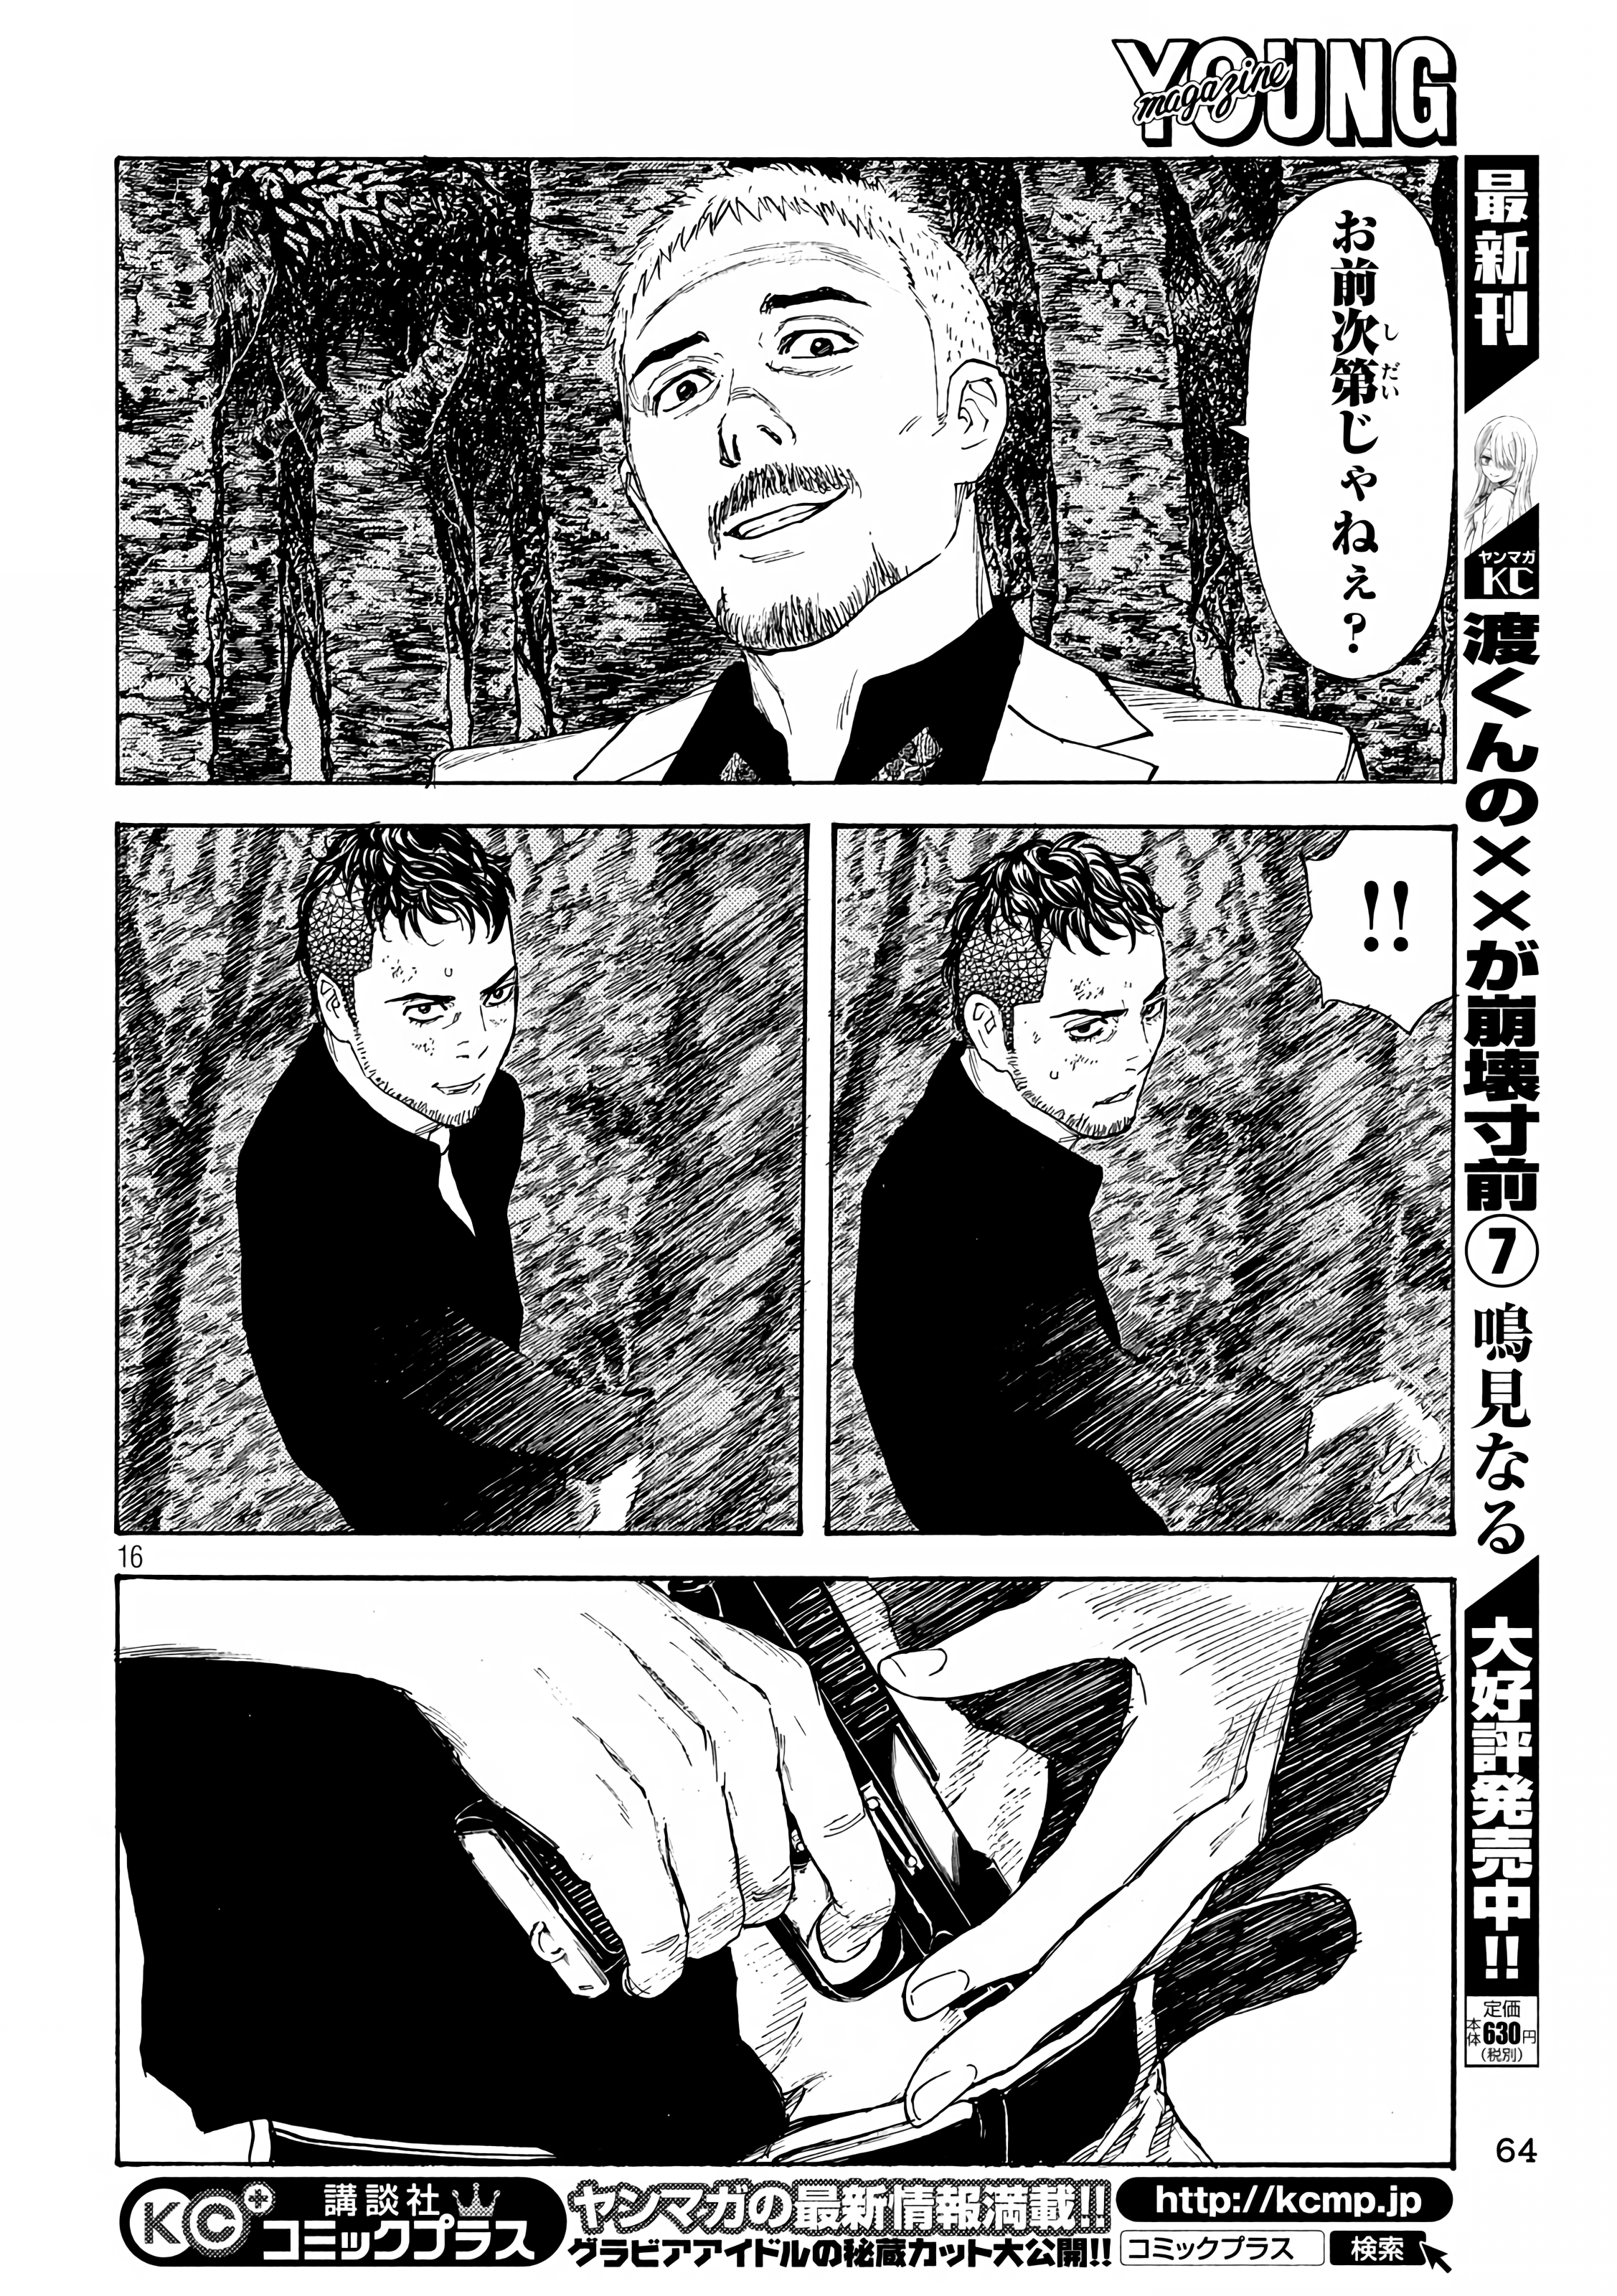 YOUNG
magazine
お前次第じゃねぇ?
しだい
!!
16
最新刊
ヤンマガ
KC
渡くんの××が崩壊寸前⑦
鳴見なる
大好評発売中!!
定価
本体630円
(税別)
64
KC+
講談社
コミックプラス
ヤンマガの最新情報満載!!
グラビアアイドルの秘蔵カット大公開!!
http://kcmp.jp
コミックプラス
検索